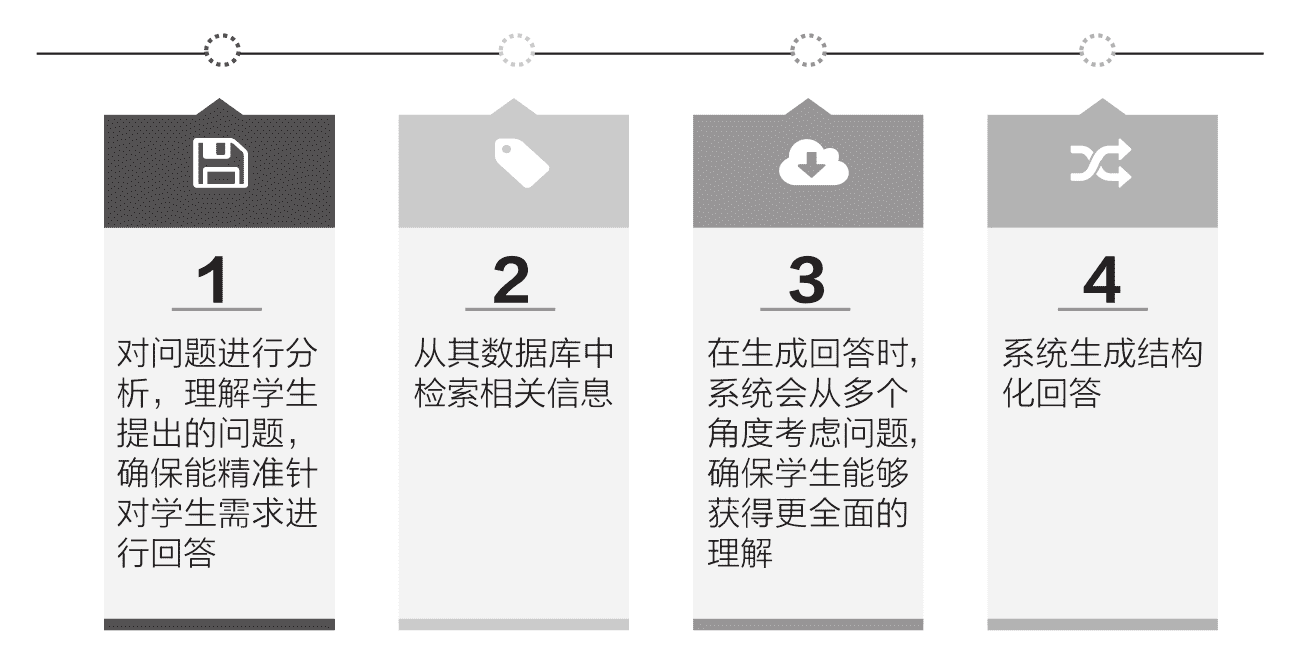 1
对问题进行分
析，理解学生
提出的问题，
确保能精准针
对学生需求进
行回答
2
从其数据库中
检索相关信息
3
在生成回答时，
系统会从多个
角度考虑问题，
确保学生能够
获得更全面的
理解
4
系统生成结构
化回答